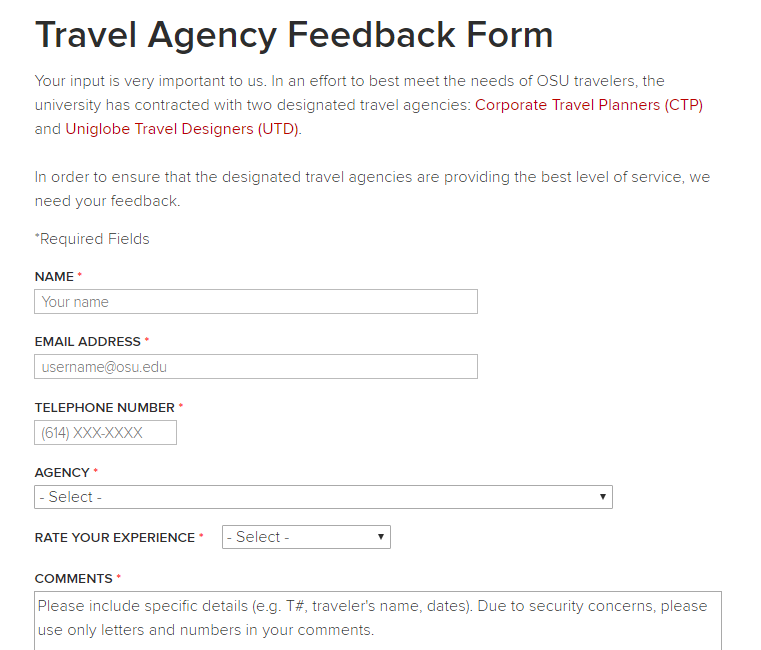 Travel Agency Feedback Form
Your input is very important to us. In an effort to best meet the needs of OSU travelers, the
university has contracted with two designated travel agencies: Corporate Travel Planners (CTP)
and Uniglobe Travel Designers (UTD).
In order to ensure that the designated travel agencies are providing the best level of service, we
need your feedback.
*Required Fields
NAME *
Your name
EMAIL ADDRESS *
username@osu.edu
TELEPHONE NUMBER *
(614) XXX-XXXX
AGENCY *
- Select -
RATE YOUR EXPERIENCE * - Select -
COMMENTS *
Please include specific details (e.g. T#, traveler's name, dates). Due to security concerns, please
use only letters and numbers in your comments.